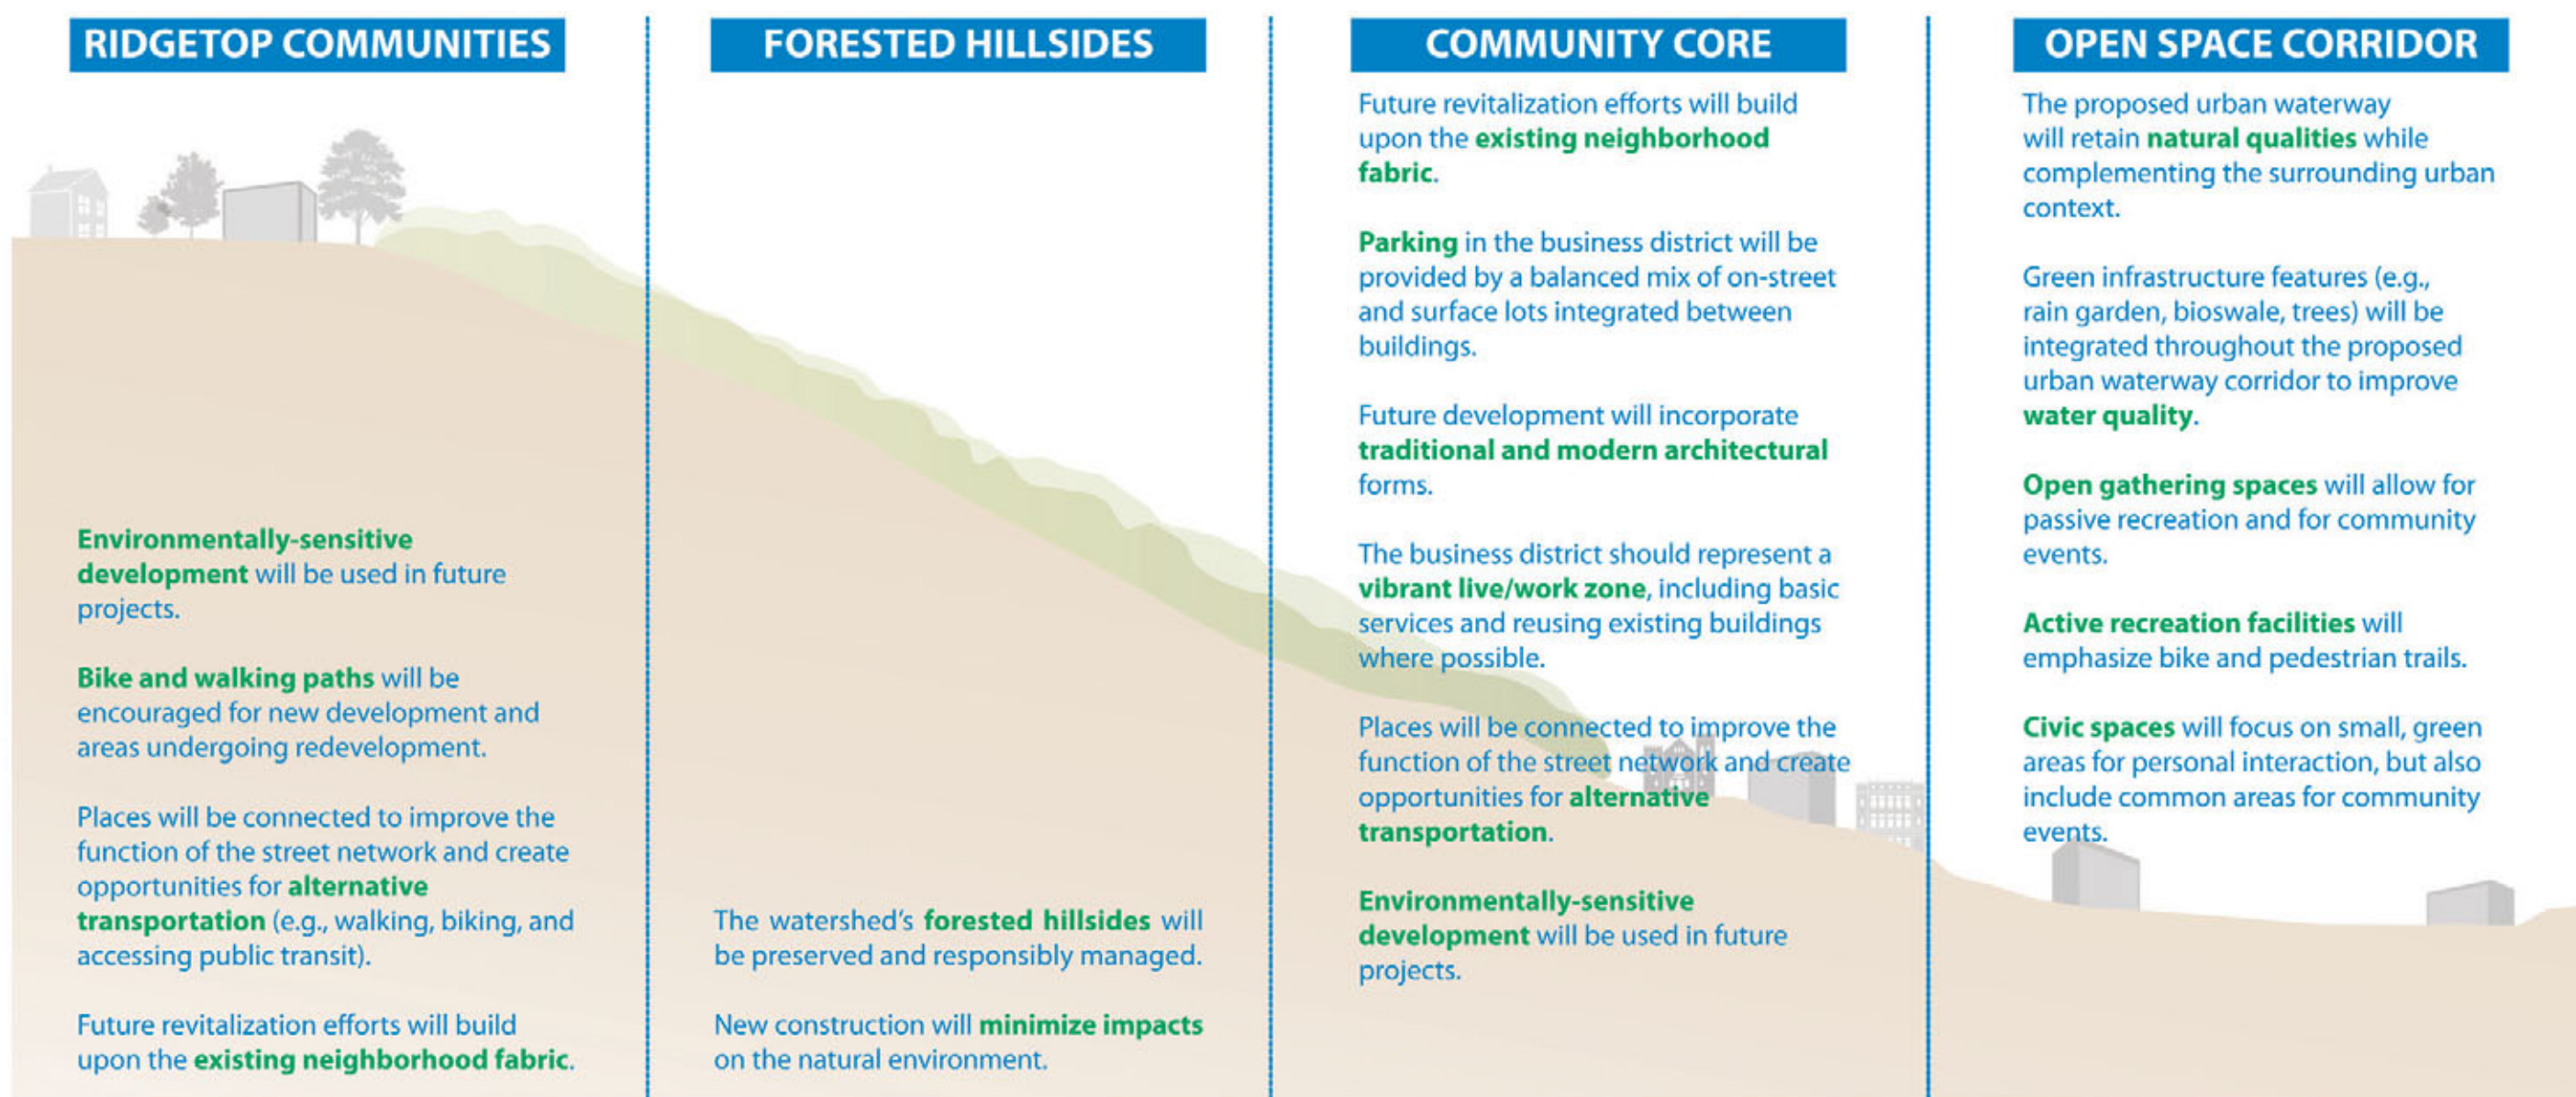 RIDGETOP COMMUNITIES
Environmentally-sensitive
development will be used in future
projects.
Bike and walking paths will be
encouraged for new development and
areas undergoing redevelopment.
Places will be connected to improve the
function of the street network and create
opportunities for alternative
transportation (e.g., walking, biking, and
accessing public transit).
Future revitalization efforts will build
upon the existing neighborhood fabric.
FORESTED HILLSIDES
The watershed's forested hillsides will
be preserved and responsibly managed.
New construction will minimize impacts
on the natural environment.
COMMUNITY CORE
Future revitalization efforts will build
upon the existing neighborhood
fabric.
Parking in the business district will be
provided by a balanced mix of on-street
and surface lots integrated between
buildings.
Future development will incorporate
traditional and modern architectural
forms.
The business district should represent a
vibrant live/work zone, including basic
services and reusing existing buildings
where possible.
Places will be connected to improve the
function of the street network and create
opportunities for alternative
transportation.
Environmentally-sensitive
development will be used in future
projects.
OPEN SPACE CORRIDOR
The proposed urban waterway
will retain natural qualities while
complementing the surrounding urban
context.
Green infrastructure features (e.g.,
rain garden, bioswale, trees) will be
integrated throughout the proposed
urban waterway corridor to improve
water quality.
Open gathering spaces will allow for
passive recreation and for community
events.
Active recreation facilities will
emphasize bike and pedestrian trails.
Civic spaces will focus on small, green
areas for personal interaction, but also
include common areas for community
events.